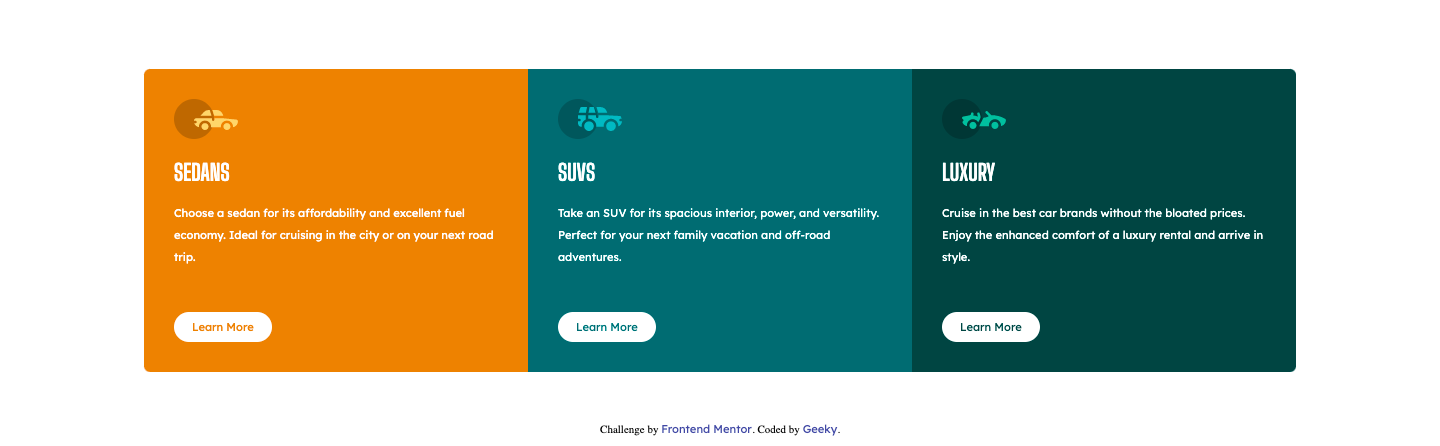 SEDANS
Choose a sedan for its affordability and excellent fuel
economy. Ideal for cruising in the city or on your next road
trip.
Learn More
SUVS
Take an SUV for its spacious interior, power, and versatility.
Perfect for your next family vacation and off-road
adventures.
Learn More
LUXURY
Cruise in the best car brands without the bloated prices.
Enjoy the enhanced comfort of a luxury rental and arrive in
style.
Learn More
Challenge by Frontend Mentor. Coded by Geeky.